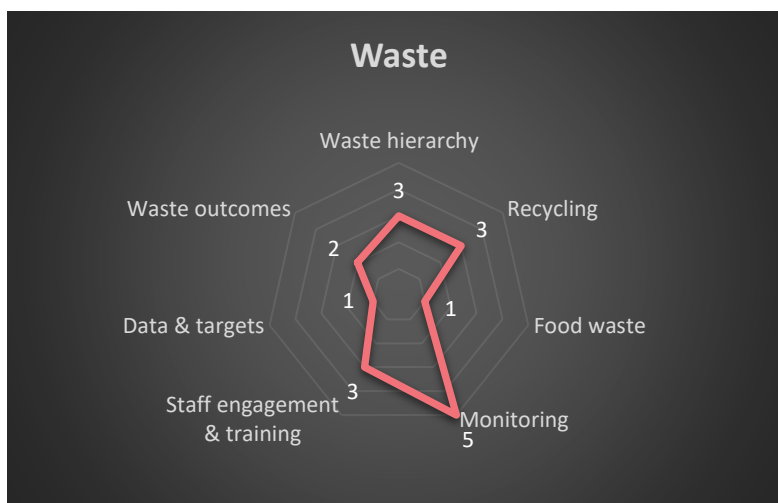 Waste
Waste hierarchy
3
Recycling
3
Food waste
1
Monitoring
5
Staff engagement
& training
3
Data & targets
1
Waste outcomes
2